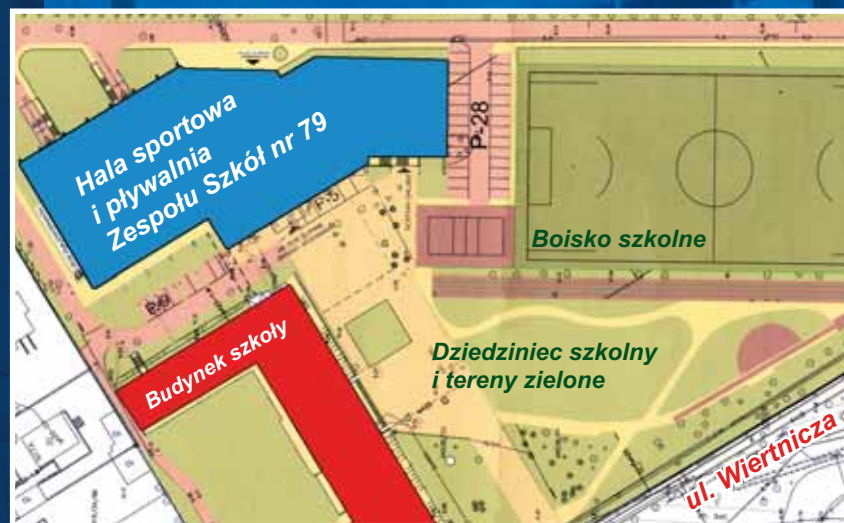 Hala sportowa
i pływalnia
Zespołu Szkół nr 79
P-28
Boisko szkolne
Budynek szkoły
Dziedziniec szkolny
i tereny zielone
ul. Wiertnicza